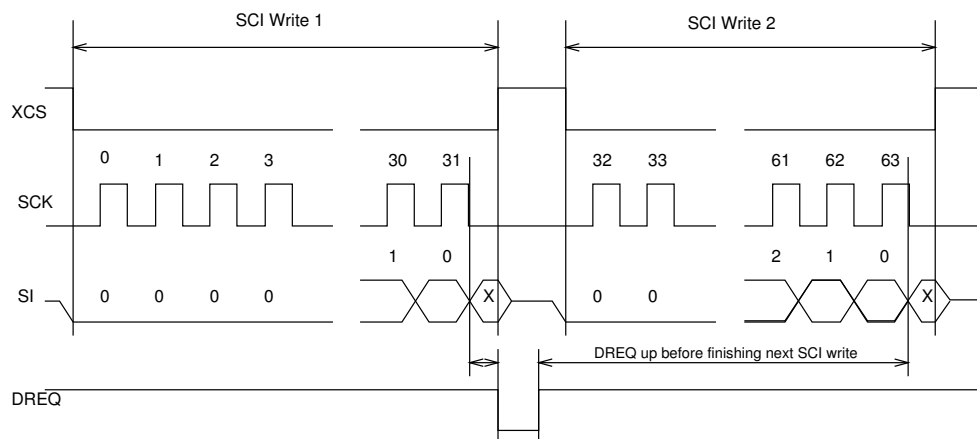 SCI Write 1 SCI Write 2
XCS
0 1 2 3 30 31 32 33 61 62 63
SCK
1 0 2 1 0
SI 0 0 0 0 X 0 0 X
DREQ up before finishing next SCI write
DREQ